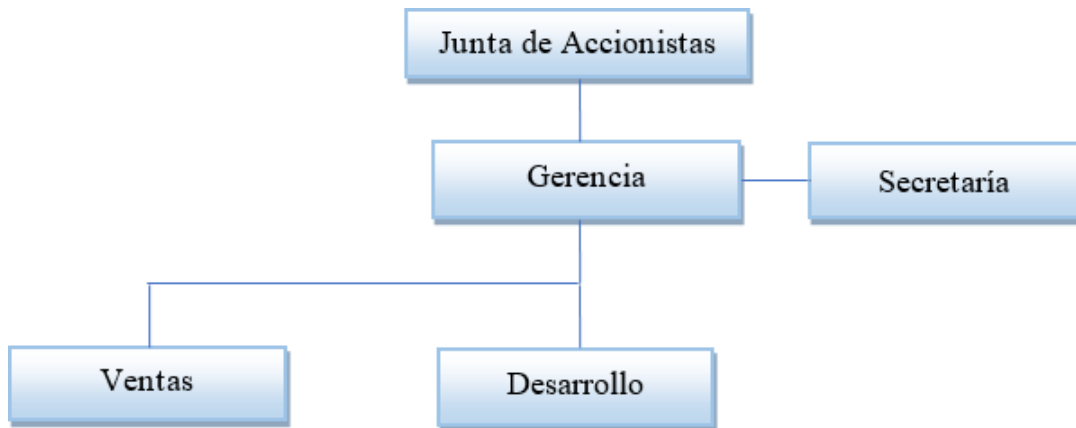 Junta de Accionistas
Gerencia
Secretaría
Ventas
Desarrollo